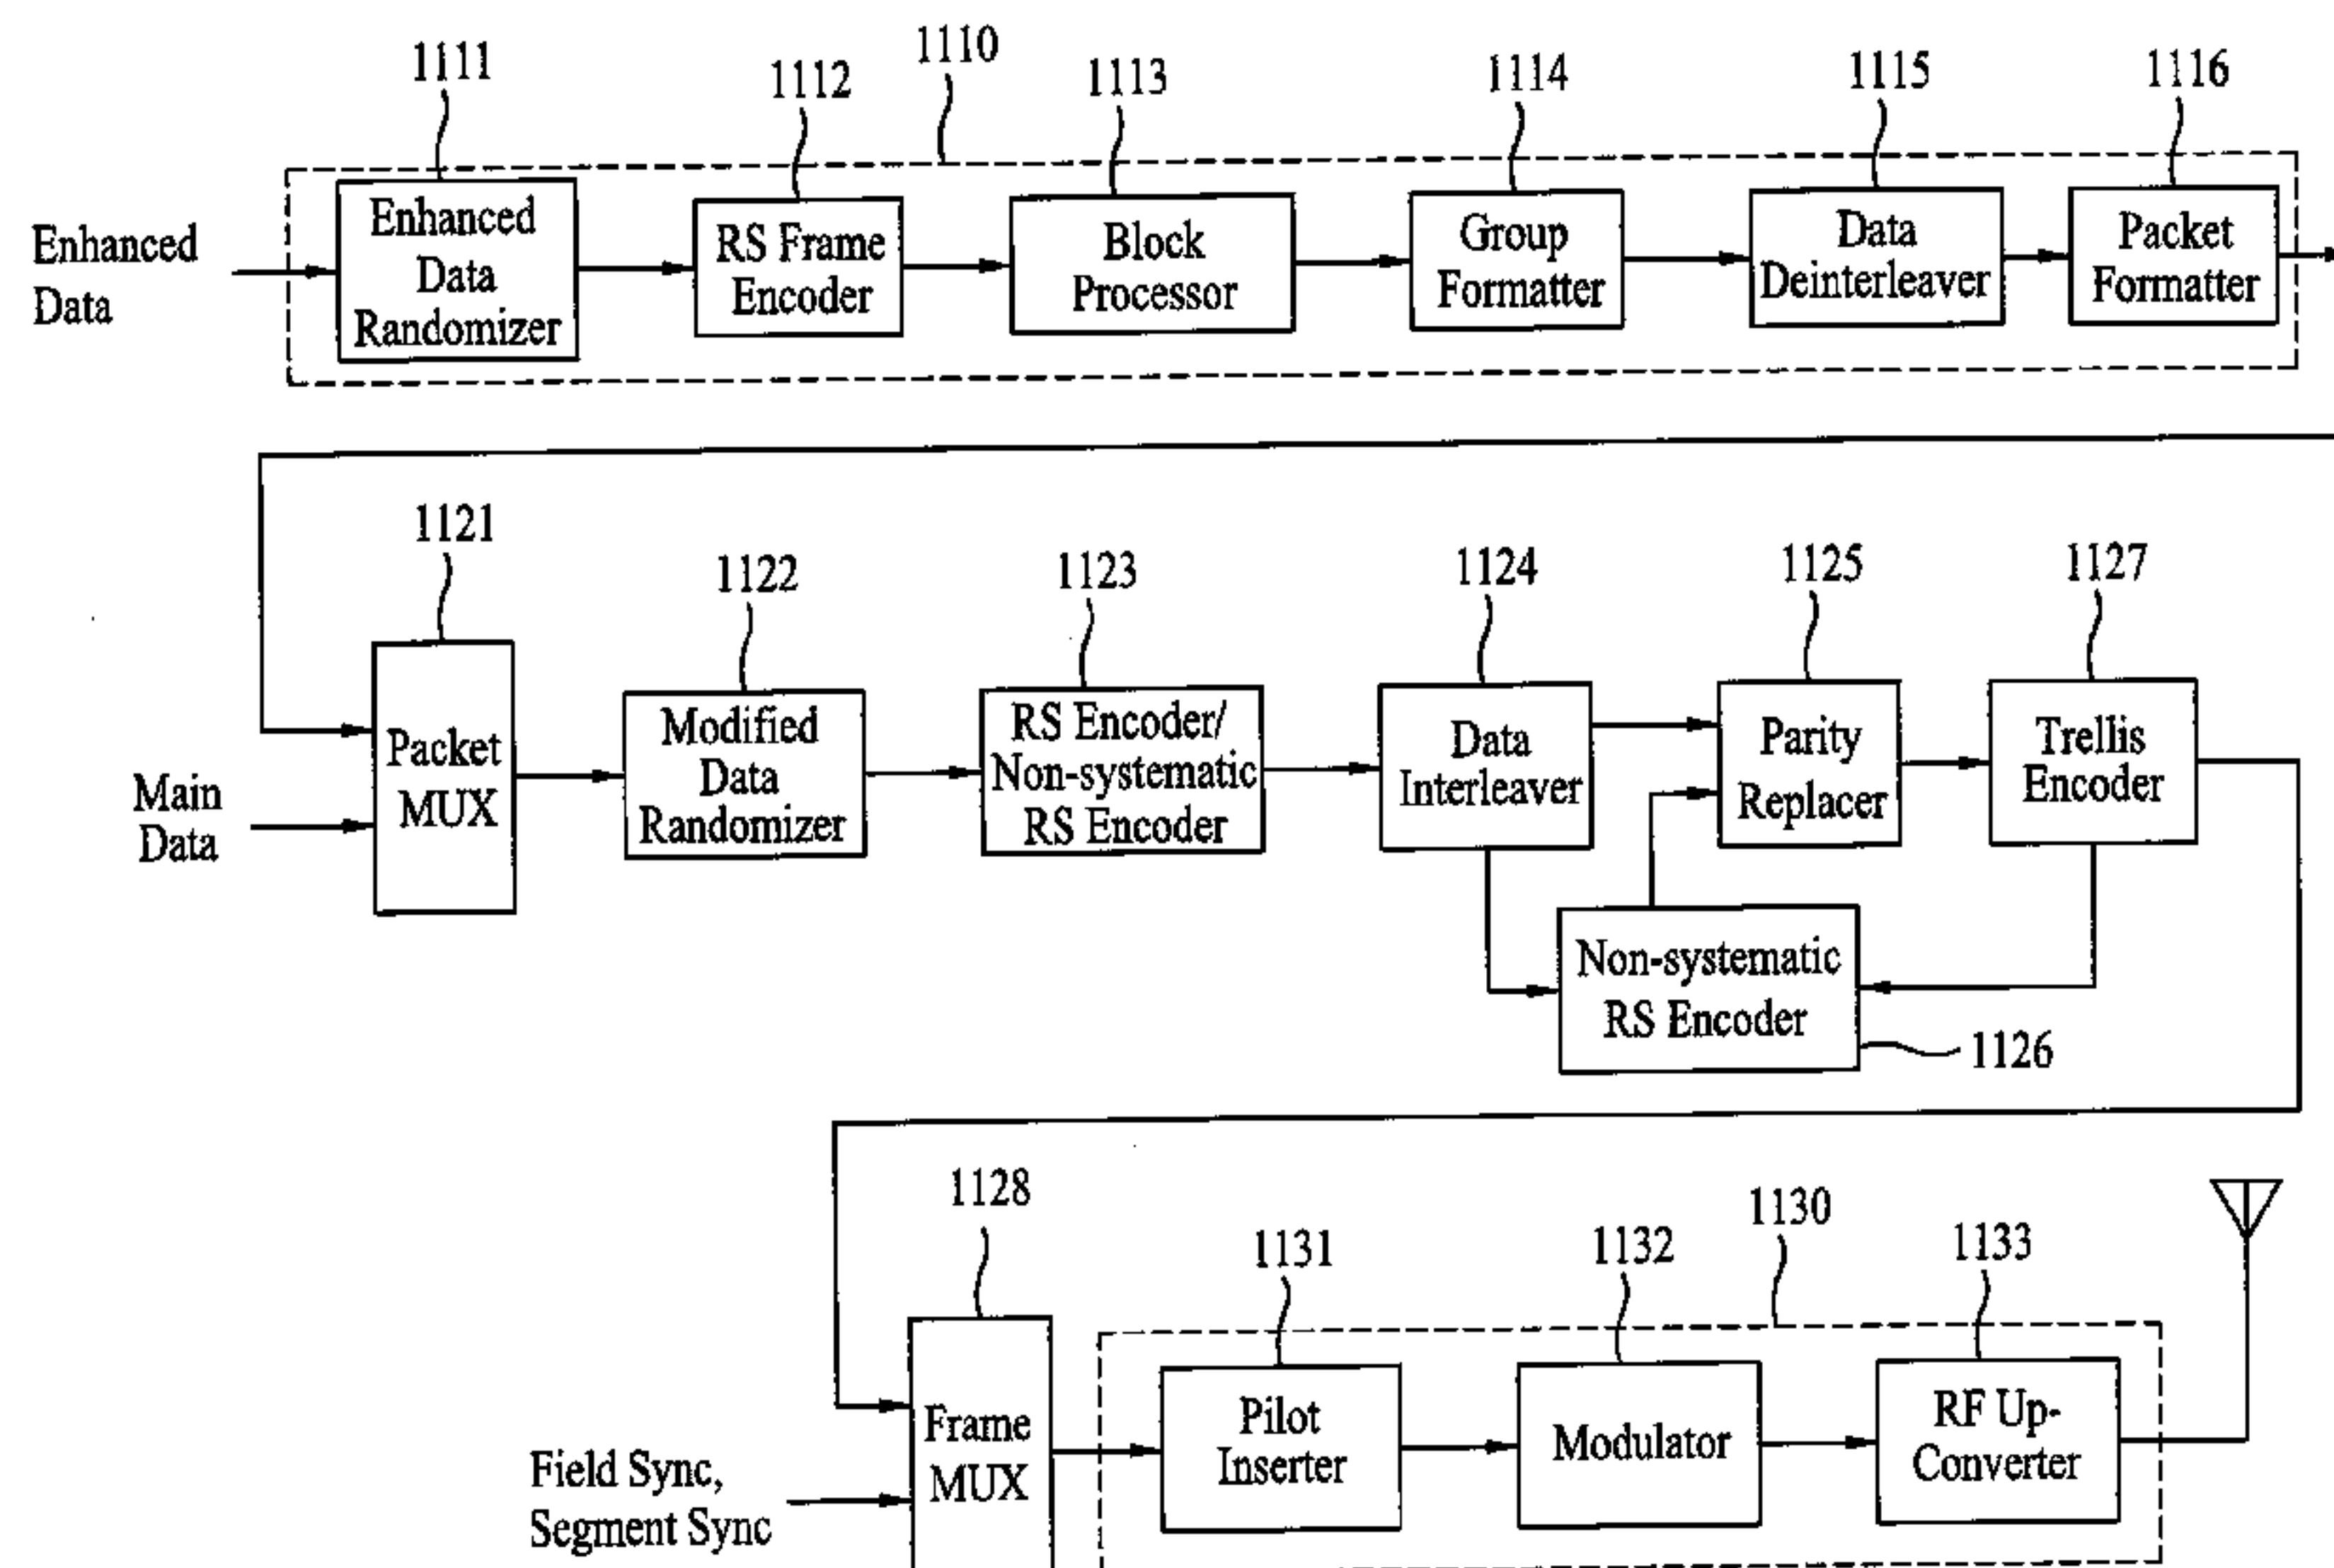 1110
1111
1112
1113
1114
1115
1116
Enhanced
Data
Enhanced
Data
Randomizer
RS Frame
Encoder
Block
Processor
Group
Formatter
Data
Deinterleaver
Packet
Formatter
1121
1122
1123
1124
1125
1127
Main
Data
Packet
MUX
Modified
Data
Randomizer
RS Encoder/
Non-systematic
RS Encoder
Data
Interleaver
Parity
Replacer
Trellis
Encoder
Non-systematic
RS Encoder
1126
1128
1131
1132
1130
1133
Field Sync,
Segment Sync
Frame
MUX
Pilot
Inserter
Modulator
RF Up-
Converter